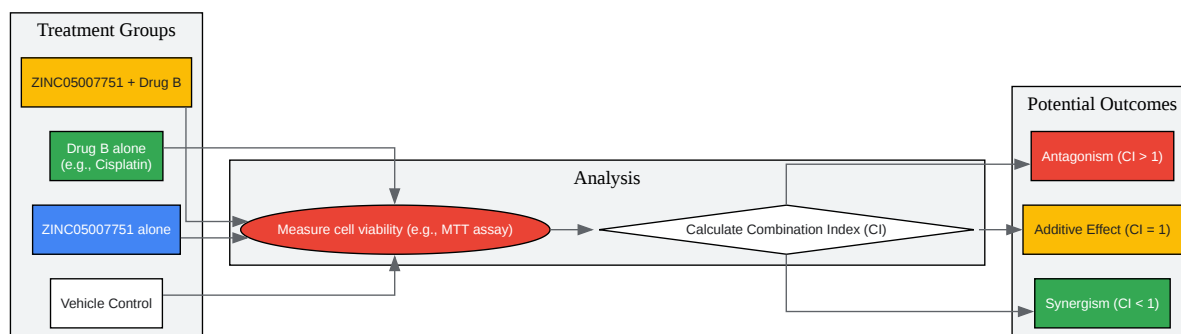 Treatment Groups
ZINC05007751 + Drug B
Drug B alone
(e.g., Cisplatin)
ZINC05007751 alone
Vehicle Control
Analysis
Measure cell viability (e.g., MTT assay)
Calculate Combination Index (CI)
Potential Outcomes
Antagonism (CI > 1)
Additive Effect (CI = 1)
Synergism (CI < 1)